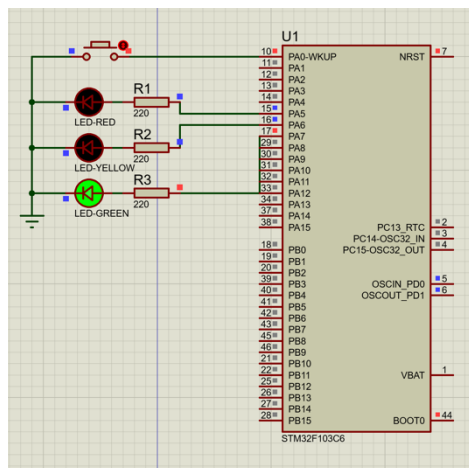 U1
10 PA0-WKUP NRST 7
11 PA1
12 PA2
13 PA3
14 PA4
15 PA5
16 PA6
17 PA7
29 PA8
30 PA9
31 PA10
32 PA11
33 PA12
34 PA13
37 PA14
38 PA15
R1
220
LED-RED
R2
220
LED-YELLOW
R3
220
LED-GREEN
PC13_RTC 2
PC14-OSC32_IN 3
PC15-OSC32_OUT 4
18 PB0
19 PB1
20 PB2
39 PB3
40 PB4
41 PB5
42 PB6
43 PB7
45 PB8
46 PB9
21 PB10
22 PB11
25 PB12
26 PB13
27 PB14
28 PB15
OSCIN_PD0 5
OSCOUT_PD1 6
VBAT 1
BOOT0 44
STM32F103C6